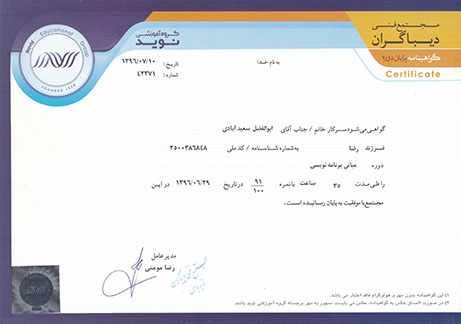 مجتمع فنی
دیباگران
گواهینامه پایان دوره
Certificate
گروه آموزشی
نوید
Navid Educational Group
FOUNDED 1374
به نام خدا
تاریخ: ۱۳۹۶/۰۷/۱۰
شماره: ۴۲۳۷۱
گواهی می‌شود سرکار خانم / جناب آقای ابوالفضل سعید آبادی
فرزند رضا به شماره شناسنامه / کد ملی ۲۵۰۰۳۸۶۸۴۸
دوره مبانی برنامه نویسی
را طی مدت ۳۵ ساعت با نمره ۹۱/۱۰۰ در تاریخ ۱۳۹۶/۰۶/۲۹ در این
مجتمع با موفقیت به پایان رسانیده است.
مدیرعامل
رضا مومنی
۱) این گواهینامه بدون مهر و هولوگرام فاقد اعتبار می باشد.
۲) در صورت الصاق عکس به گواهینامه، عکس می بایست ممهور به مهر برجسته گروه آموزشی نوید باشد.